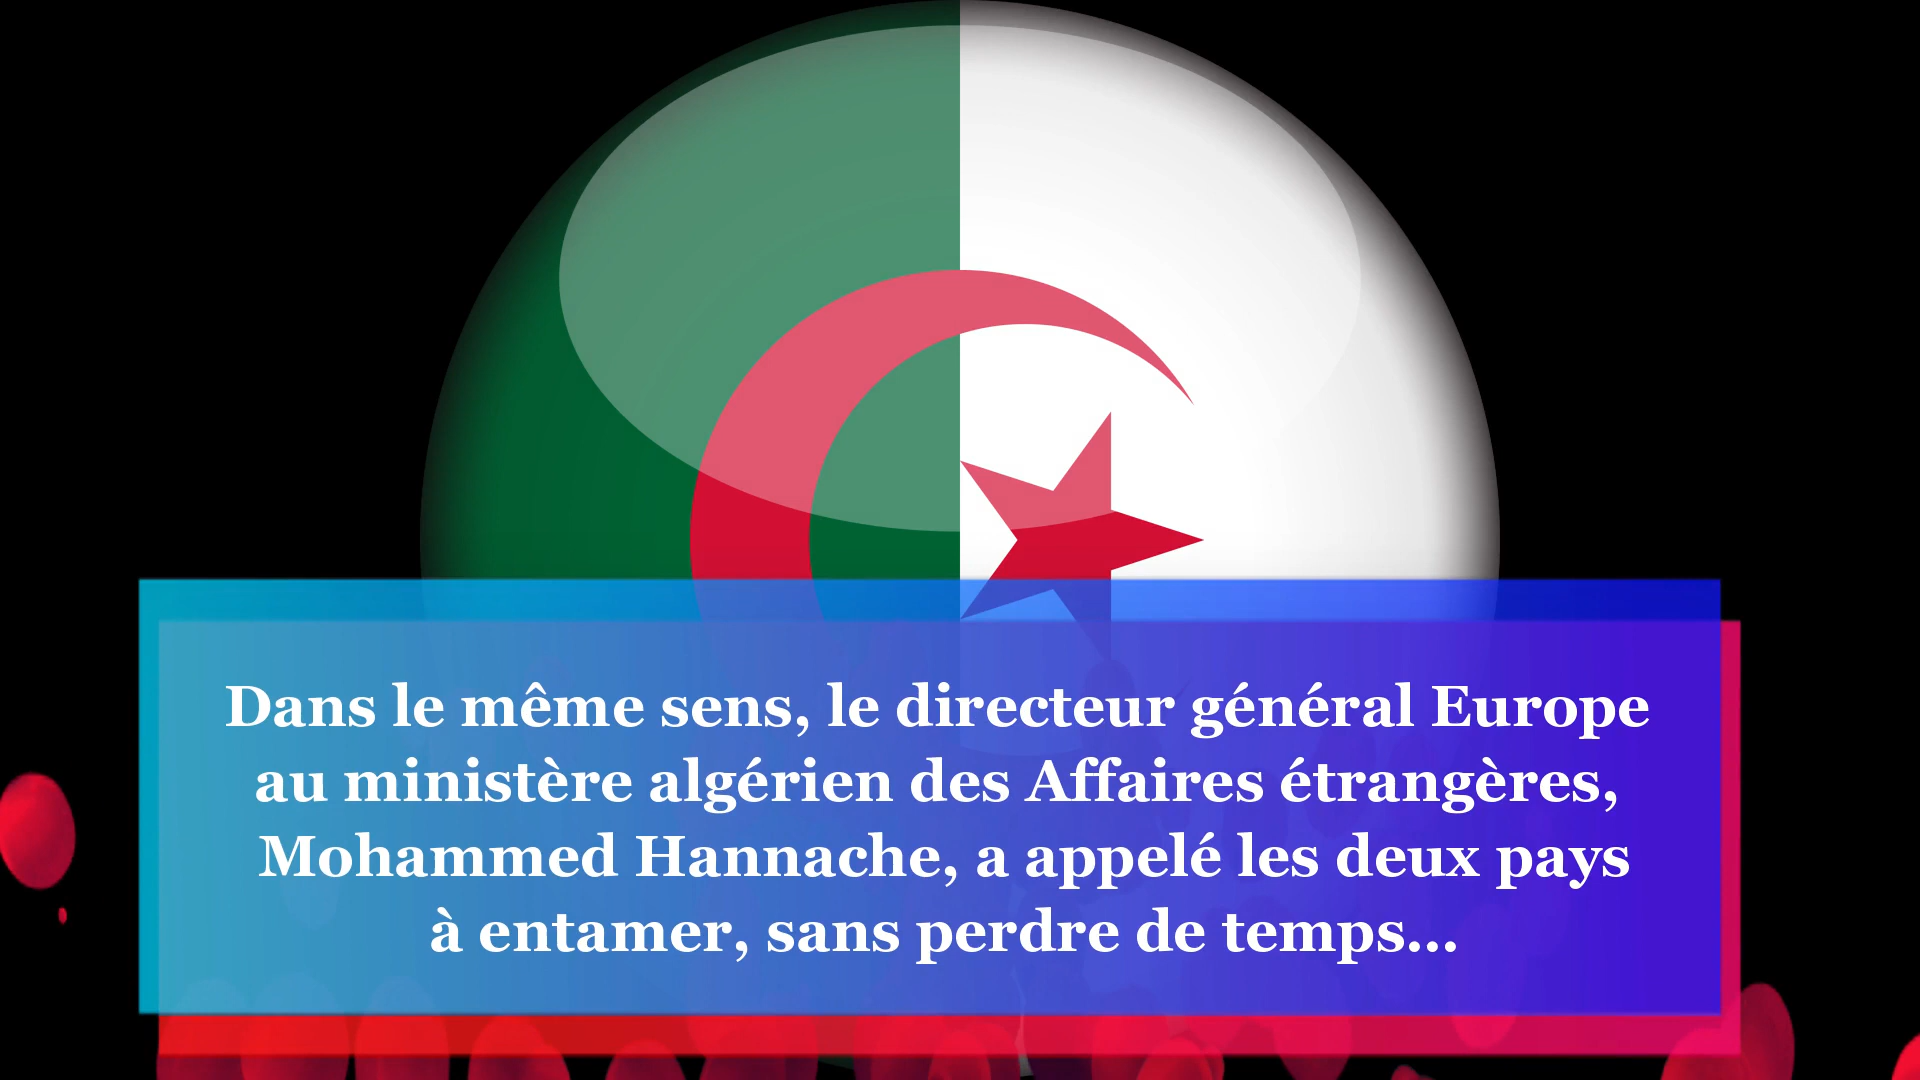 Dans le même sens, le directeur général Europe
au ministère algérien des Affaires étrangères,
Mohammed Hannache, a appelé les deux pays
à entamer, sans perdre de temps...